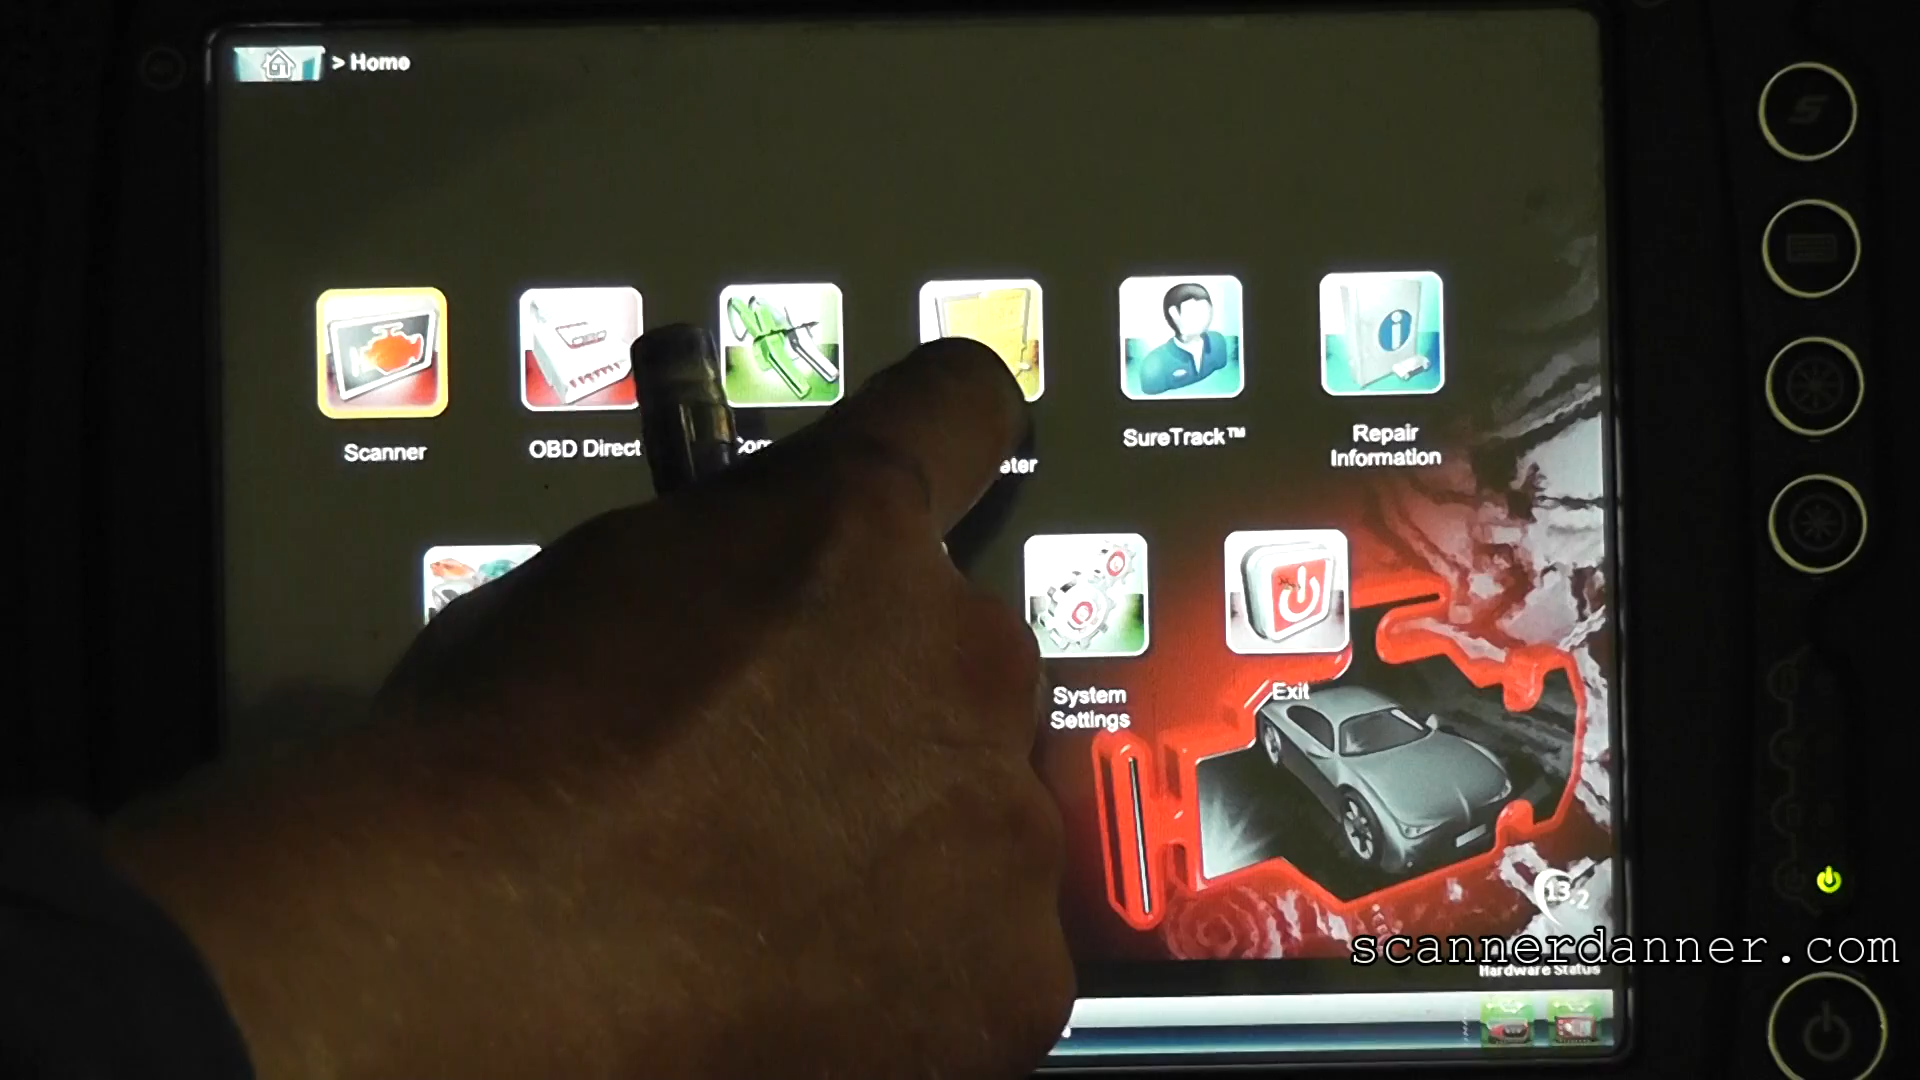 > Home
Scanner
OBD Direct
SureTrack™
Repair
Information
System
Settings
Exit
13.2
scannerdanner.com
Hardware Status